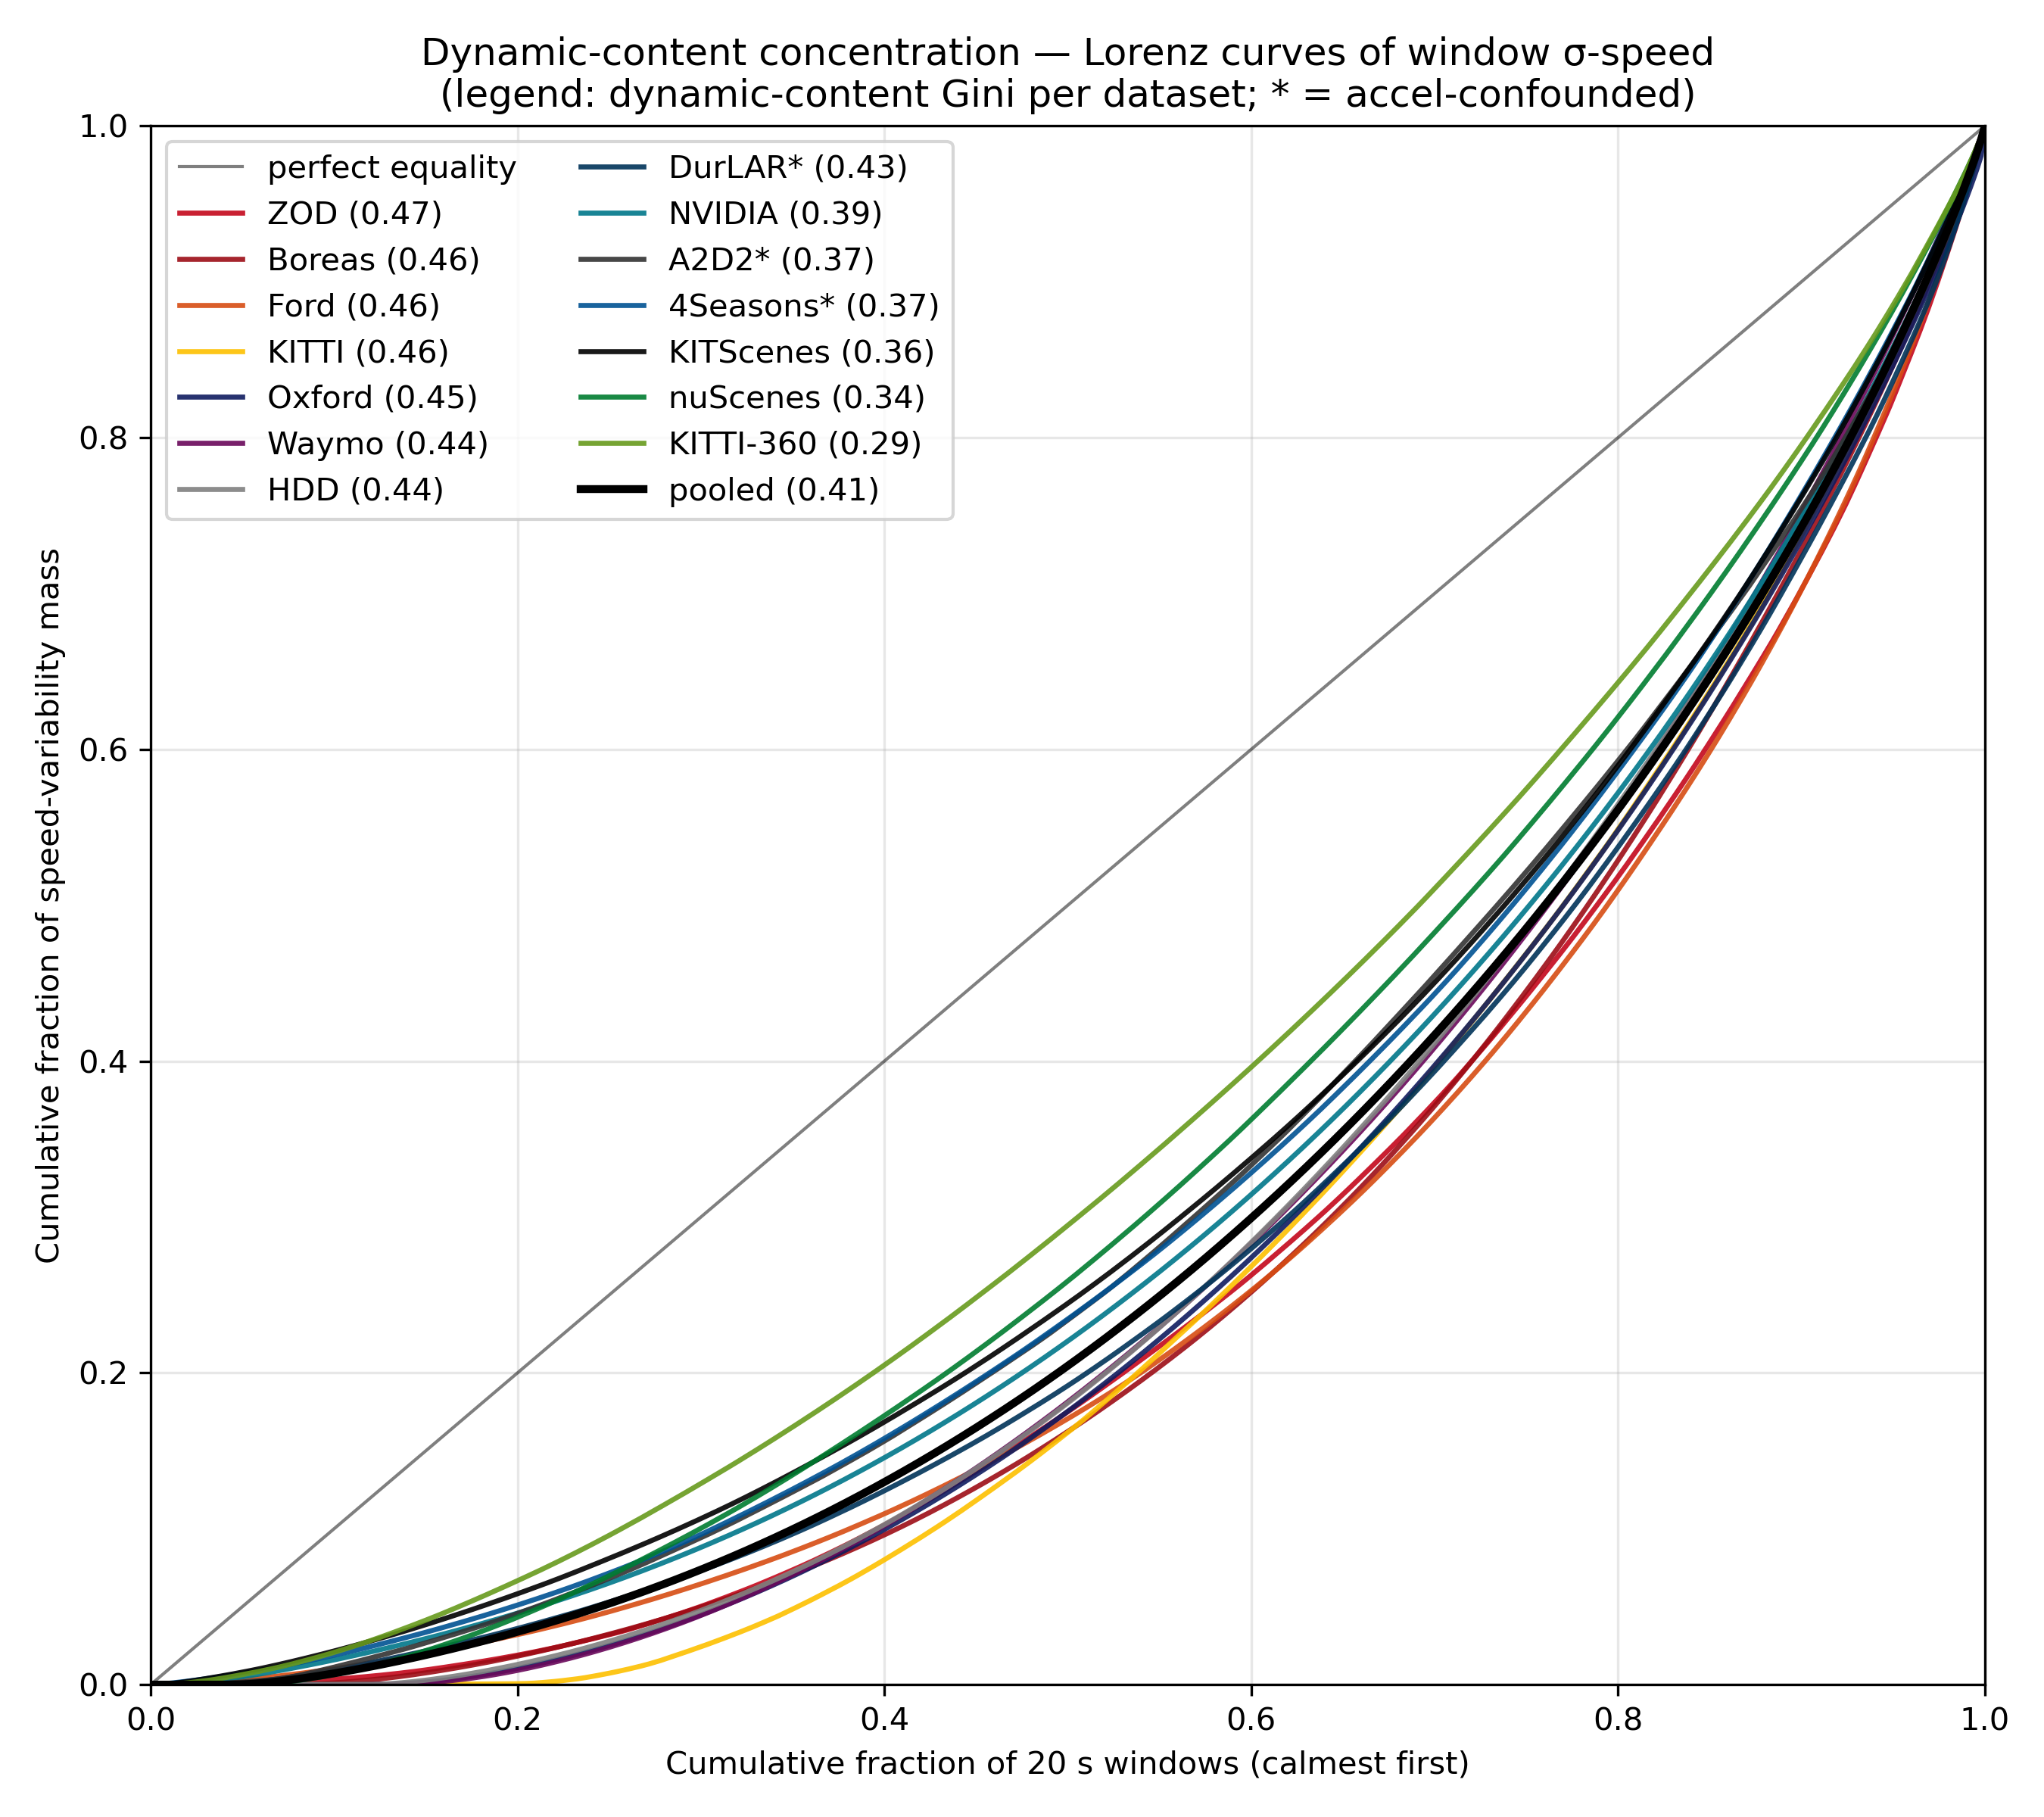 Dynamic-content concentration — Lorenz curves of window σ-speed
(legend: dynamic-content Gini per dataset; * = accel-confounded)
perfect equality
ZOD (0.47)
Boreas (0.46)
Ford (0.46)
KITTI (0.46)
Oxford (0.45)
Waymo (0.44)
HDD (0.44)
DurLAR* (0.43)
NVIDIA (0.39)
A2D2* (0.37)
4Seasons* (0.37)
KITScenes (0.36)
nuScenes (0.34)
KITTI-360 (0.29)
pooled (0.41)
Cumulative fraction of speed-variability mass
1.0
0.8
0.6
0.4
0.2
0.0
0.0 0.2 0.4 0.6 0.8 1.0
Cumulative fraction of 20 s windows (calmest first)